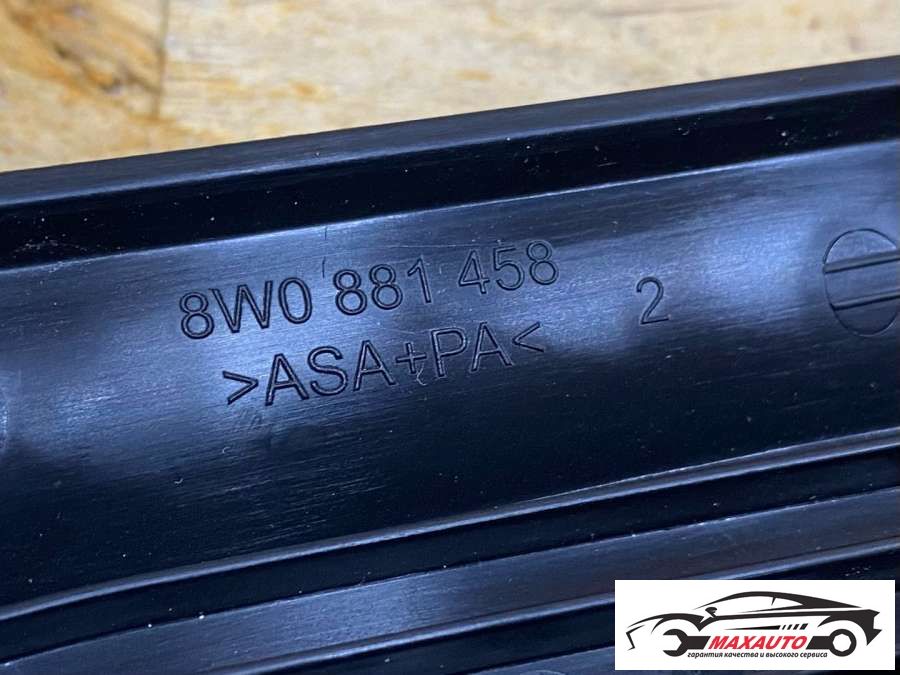 8W0 881 458
2
>ASA+PA<
MAXAUTO
гарантия качества и высокого сервиса